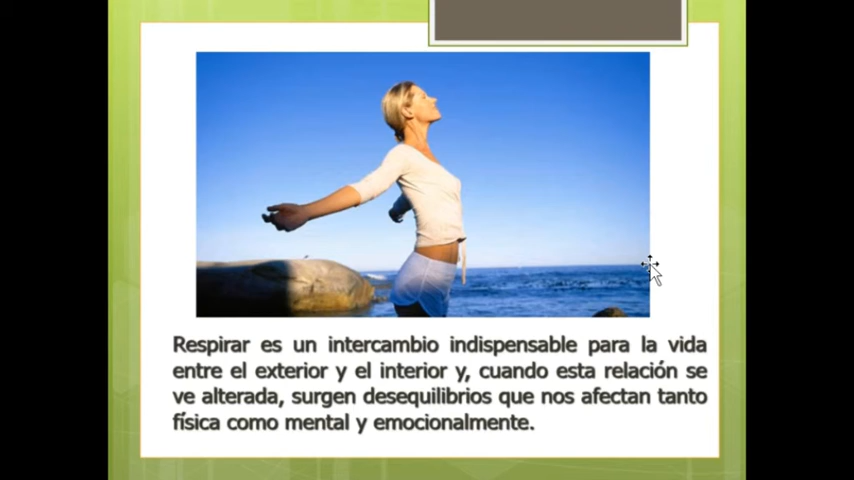 Respirar es un intercambio indispensable para la vida
entre el exterior y el interior y, cuando esta relación se
ve alterada, surgen desequilibrios que nos afectan tanto
física como mental y emocionalmente.